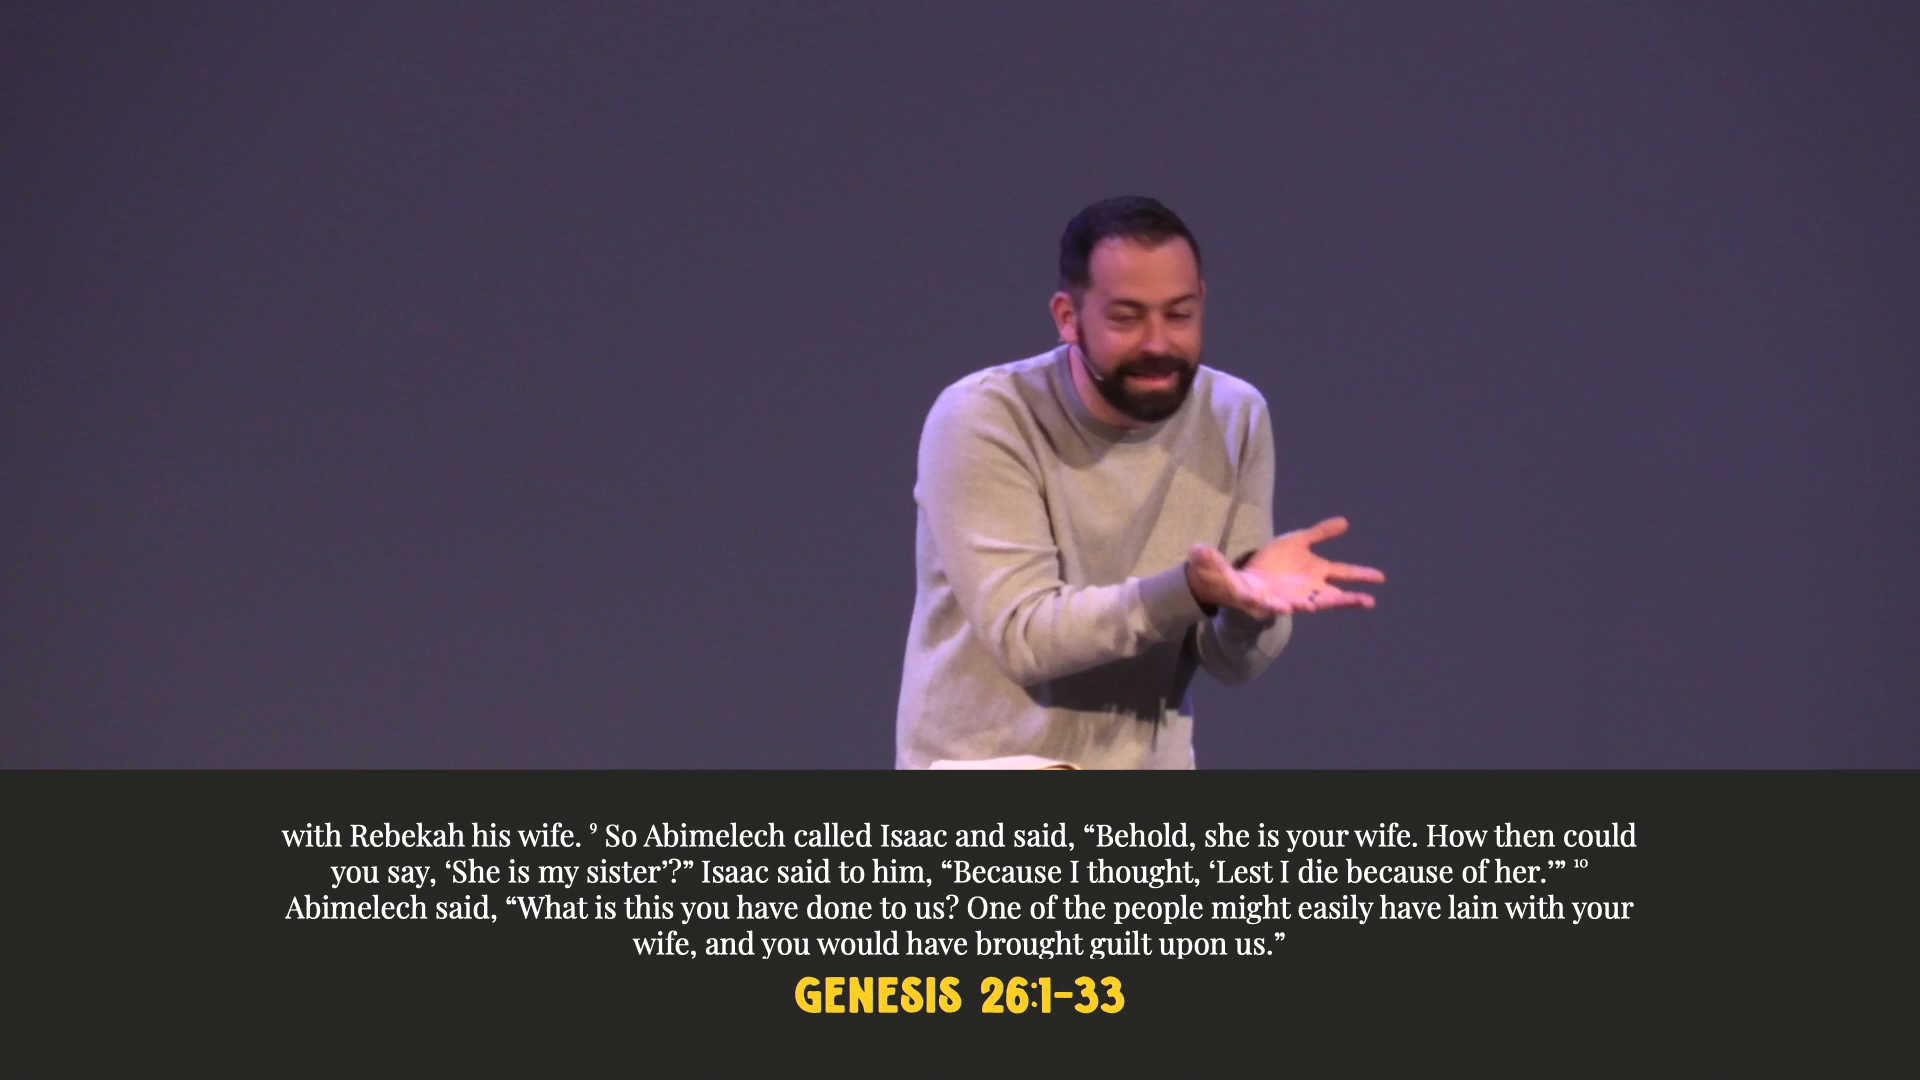 with Rebekah his wife. ⁹ So Abimelech called Isaac and said, “Behold, she is your wife. How then could
you say, ‘She is my sister’?” Isaac said to him, “Because I thought, ‘Lest I die because of her.’” ¹⁰
Abimelech said, “What is this you have done to us? One of the people might easily have lain with your
wife, and you would have brought guilt upon us.”
GENESIS 26:1-33